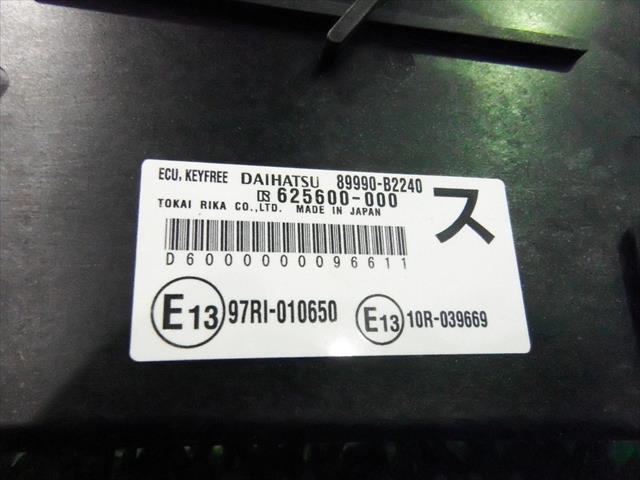 ECU, KEYFREE DAIHATSU 89990-B2240
625600-000
TOKAI RIKA CO.,LTD. MADE IN JAPAN
ス
D6000000096611
E13 97RI-010650 E13 10R-039669